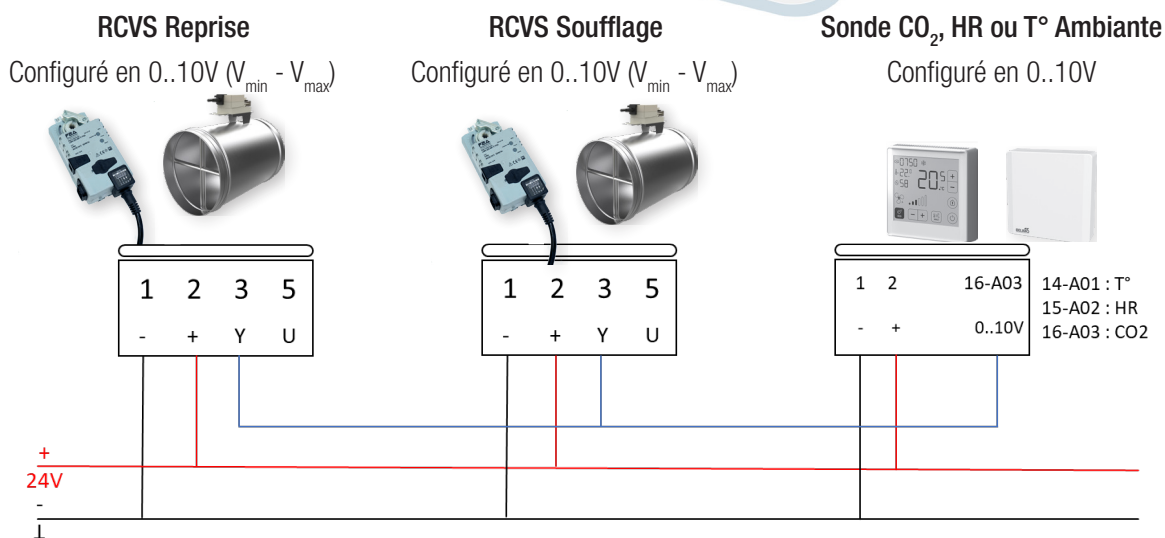 RCVS Reprise
Configuré en 0..10V (Vmin - Vmax)
RCVS Soufflage
Configuré en 0..10V (Vmin - Vmax)
Sonde CO2, HR ou T° Ambiante
Configuré en 0..10V
1 2 3 5
- + Y U
1 2 3 5
- + Y U
1 2 16-A03
- + 0..10V
14-A01 : T°
15-A02 : HR
16-A03 : CO2
+
24V
-